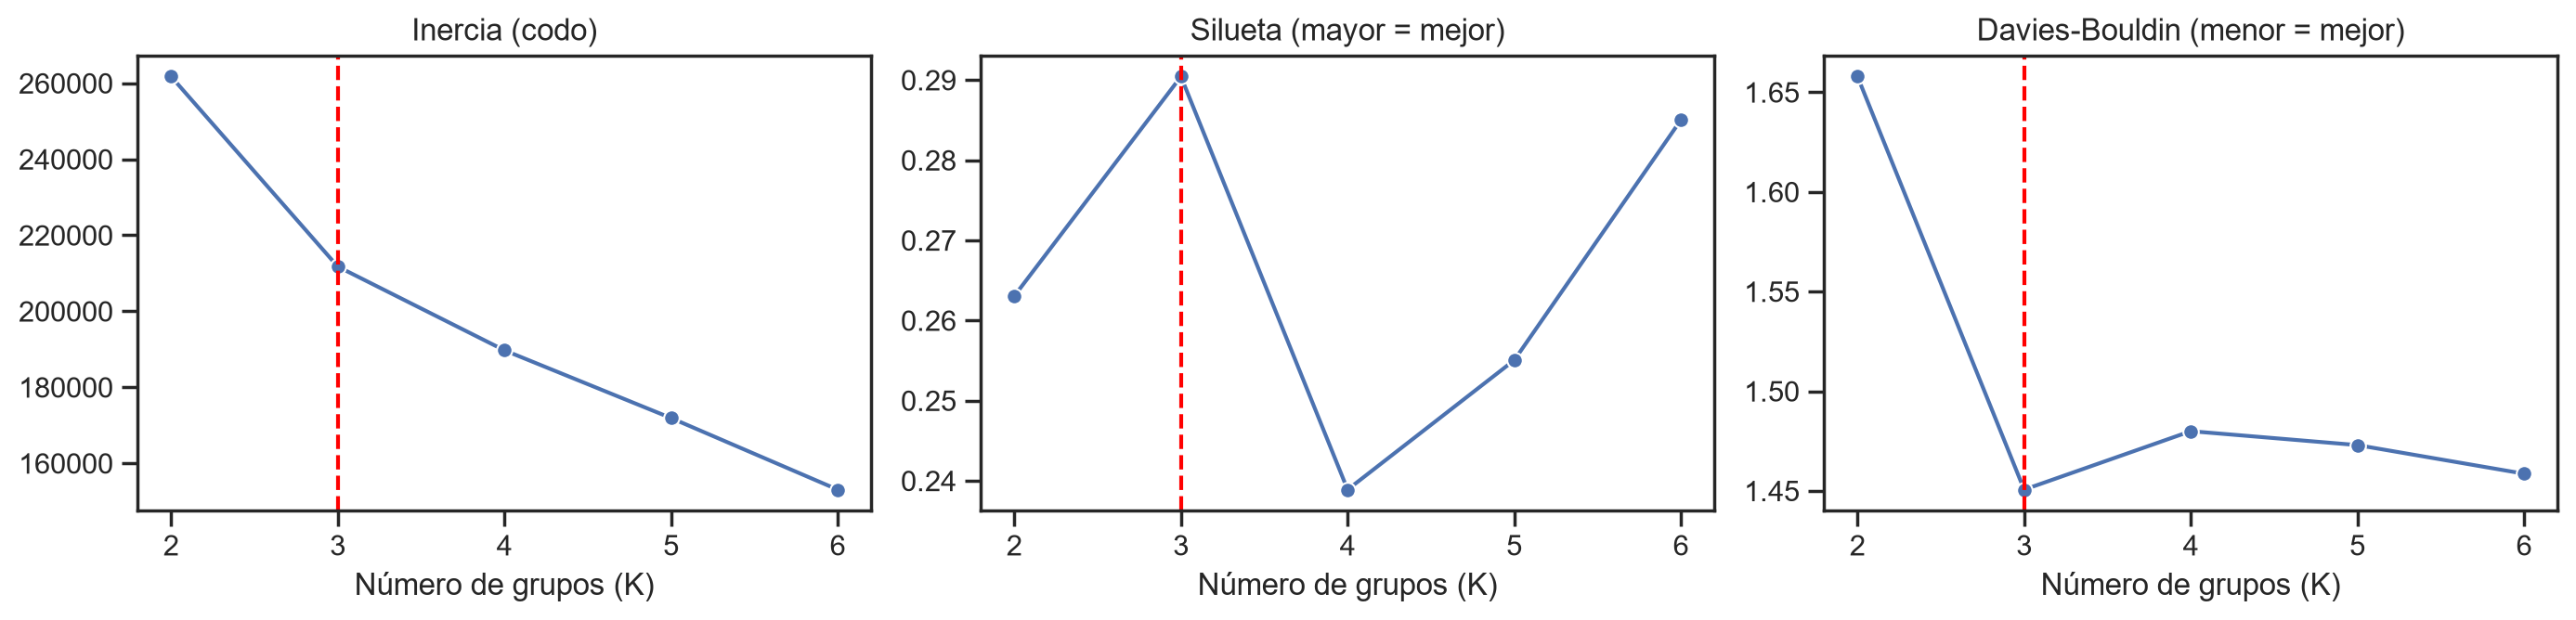 Inercia (codo)
260000
240000
220000
200000
180000
160000
2 3 4 5 6
Número de grupos (K)
Silueta (mayor = mejor)
0.29
0.28
0.27
0.26
0.25
0.24
2 3 4 5 6
Número de grupos (K)
Davies-Bouldin (menor = mejor)
1.65
1.60
1.55
1.50
1.45
2 3 4 5 6
Número de grupos (K)